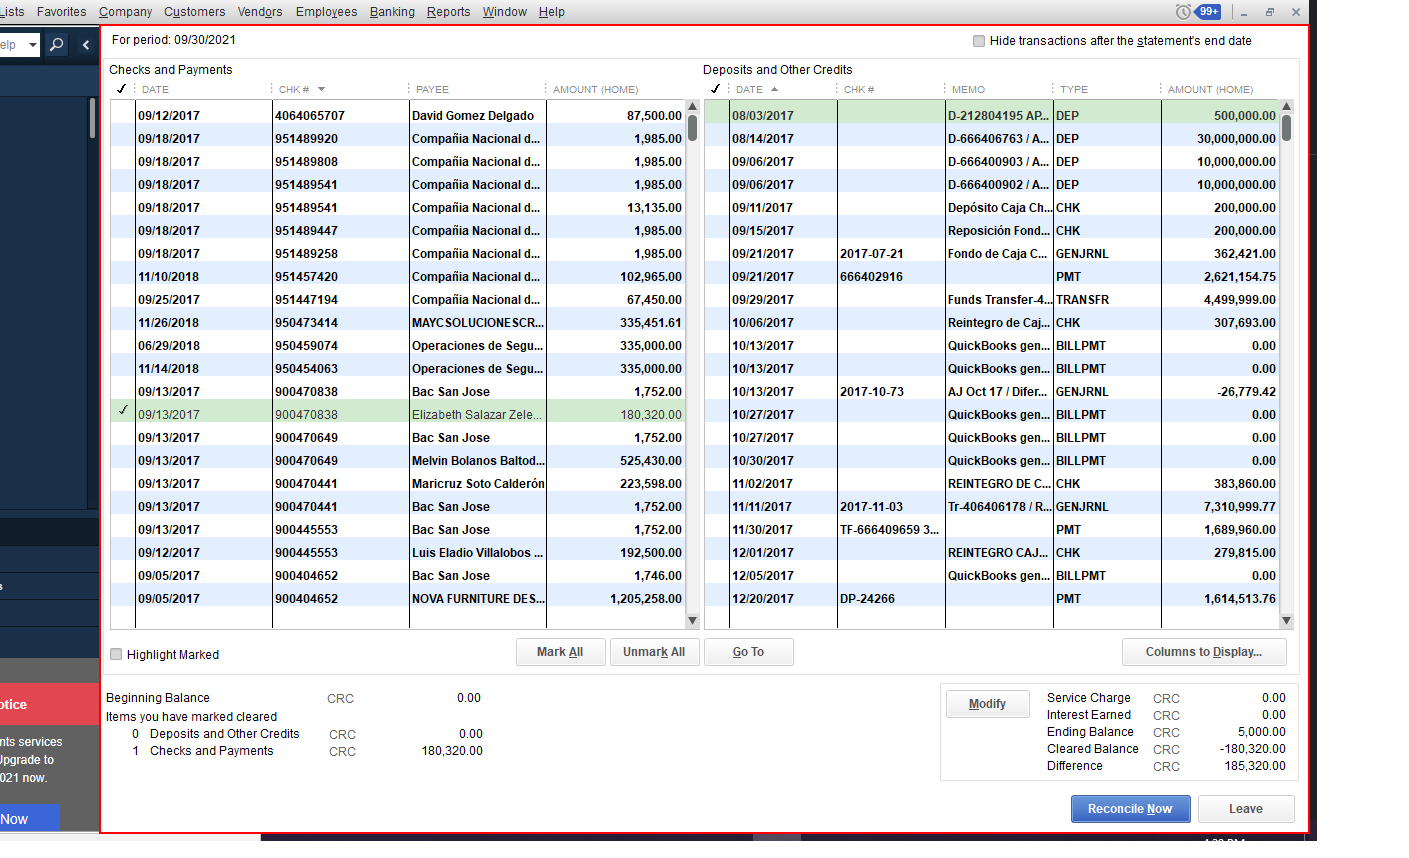 Lists Favorites Company Customers Vendors Employees Banking Reports Window Help 99+
elp
For period: 09/30/2021
Hide transactions after the statement's end date
Checks and Payments
✓ DATE CHK # PAYEE AMOUNT (HOME)
09/12/2017 4064065707 David Gomez Delgado 87,500.00
09/18/2017 951489920 Compañia Nacional d... 1,985.00
09/18/2017 951489808 Compañia Nacional d... 1,985.00
09/18/2017 951489541 Compañia Nacional d... 1,985.00
09/18/2017 951489541 Compañia Nacional d... 13,135.00
09/18/2017 951489447 Compañia Nacional d... 1,985.00
09/18/2017 951489258 Compañia Nacional d... 1,985.00
11/10/2018 951457420 Compañia Nacional d... 102,965.00
09/25/2017 951447194 Compañia Nacional d... 67,450.00
11/26/2018 950473414 MAYCSOLUCIONESCR... 335,451.61
06/29/2018 950459074 Operaciones de Segu... 335,000.00
11/14/2018 950454063 Operaciones de Segu... 335,000.00
09/13/2017 900470838 Bac San Jose 1,752.00
✓ 09/13/2017 900470838 Elizabeth Salazar Zele... 180,320.00
09/13/2017 900470649 Bac San Jose 1,752.00
09/13/2017 900470649 Melvin Bolanos Baltod... 525,430.00
09/13/2017 900470441 Maricruz Soto Calderón 223,598.00
09/13/2017 900470441 Bac San Jose 1,752.00
09/13/2017 900445553 Bac San Jose 1,752.00
09/12/2017 900445553 Luis Eladio Villalobos ... 192,500.00
09/05/2017 900404652 Bac San Jose 1,746.00
09/05/2017 900404652 NOVA FURNITURE DES... 1,205,258.00
Deposits and Other Credits
✓ DATE CHK # MEMO TYPE AMOUNT (HOME)
08/03/2017 D-212804195 AP... DEP 500,000.00
08/14/2017 D-666406763 / A... DEP 30,000,000.00
09/06/2017 D-666400903 / A... DEP 10,000,000.00
09/06/2017 D-666400902 / A... DEP 10,000,000.00
09/11/2017 Depósito Caja Ch... CHK 200,000.00
09/15/2017 Reposición Fond... CHK 200,000.00
09/21/2017 2017-07-21 Fondo de Caja C... GENJRNL 362,421.00
09/21/2017 666402916 PMT 2,621,154.75
09/29/2017 Funds Transfer-4... TRANSFR 4,499,999.00
10/06/2017 Reintegro de Caj... CHK 307,693.00
10/13/2017 QuickBooks gen... BILLPMT 0.00
10/13/2017 QuickBooks gen... BILLPMT 0.00
10/13/2017 2017-10-73 AJ Oct 17 / Difer... GENJRNL -26,779.42
10/27/2017 QuickBooks gen... BILLPMT 0.00
10/27/2017 QuickBooks gen... BILLPMT 0.00
10/30/2017 QuickBooks gen... BILLPMT 0.00
11/02/2017 REINTEGRO DE C... CHK 383,860.00
11/11/2017 2017-11-03 Tr-406406178 / R... GENJRNL 7,310,999.77
11/30/2017 TF-666409659 3... PMT 1,689,960.00
12/01/2017 REINTEGRO CAJ... CHK 279,815.00
12/05/2017 QuickBooks gen... BILLPMT 0.00
12/20/2017 DP-24266 PMT 1,614,513.76
Highlight Marked
Mark All Unmark All Go To Columns to Display...
Beginning Balance CRC 0.00
Items you have marked cleared
0 Deposits and Other Credits CRC 0.00
1 Checks and Payments CRC 180,320.00
Modify
Service Charge CRC 0.00
Interest Earned CRC 0.00
Ending Balance CRC 5,000.00
Cleared Balance CRC -180,320.00
Difference CRC 185,320.00
Reconcile Now Leave
s
otice
nts services
Upgrade to
021 now.
Now